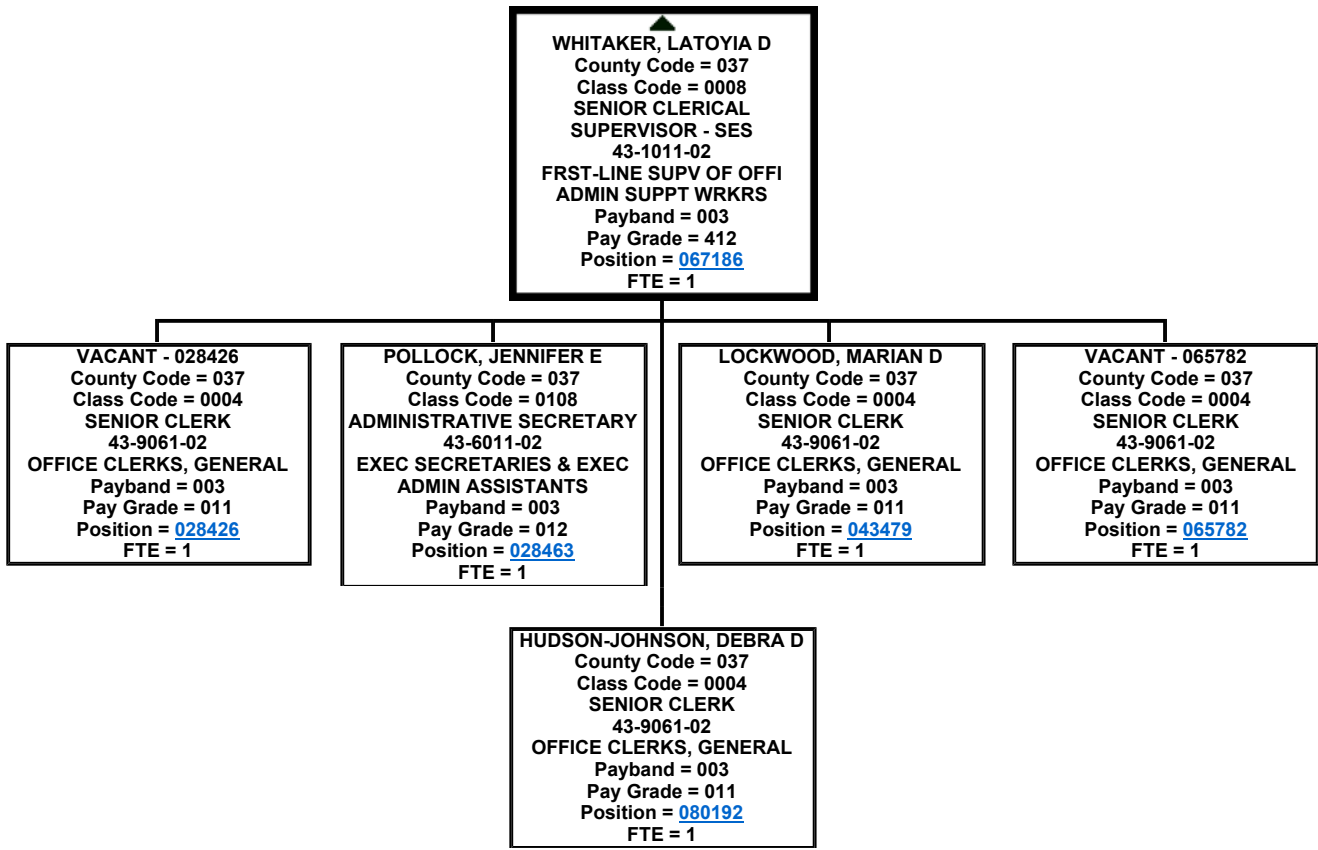 WHITAKER, LATOYIA D
County Code = 037
Class Code = 0008
SENIOR CLERICAL
SUPERVISOR - SES
43-1011-02
FRST-LINE SUPV OF OFFI
ADMIN SUPPT WRKRS
Payband = 003
Pay Grade = 412
Position = 067186
FTE = 1
VACANT - 028426
County Code = 037
Class Code = 0004
SENIOR CLERK
43-9061-02
OFFICE CLERKS, GENERAL
Payband = 003
Pay Grade = 011
Position = 028426
FTE = 1
POLLOCK, JENNIFER E
County Code = 037
Class Code = 0108
ADMINISTRATIVE SECRETARY
43-6011-02
EXEC SECRETARIES & EXEC
ADMIN ASSISTANTS
Payband = 003
Pay Grade = 012
Position = 028463
FTE = 1
LOCKWOOD, MARIAN D
County Code = 037
Class Code = 0004
SENIOR CLERK
43-9061-02
OFFICE CLERKS, GENERAL
Payband = 003
Pay Grade = 011
Position = 043479
FTE = 1
VACANT - 065782
County Code = 037
Class Code = 0004
SENIOR CLERK
43-9061-02
OFFICE CLERKS, GENERAL
Payband = 003
Pay Grade = 011
Position = 065782
FTE = 1
HUDSON-JOHNSON, DEBRA D
County Code = 037
Class Code = 0004
SENIOR CLERK
43-9061-02
OFFICE CLERKS, GENERAL
Payband = 003
Pay Grade = 011
Position = 080192
FTE = 1